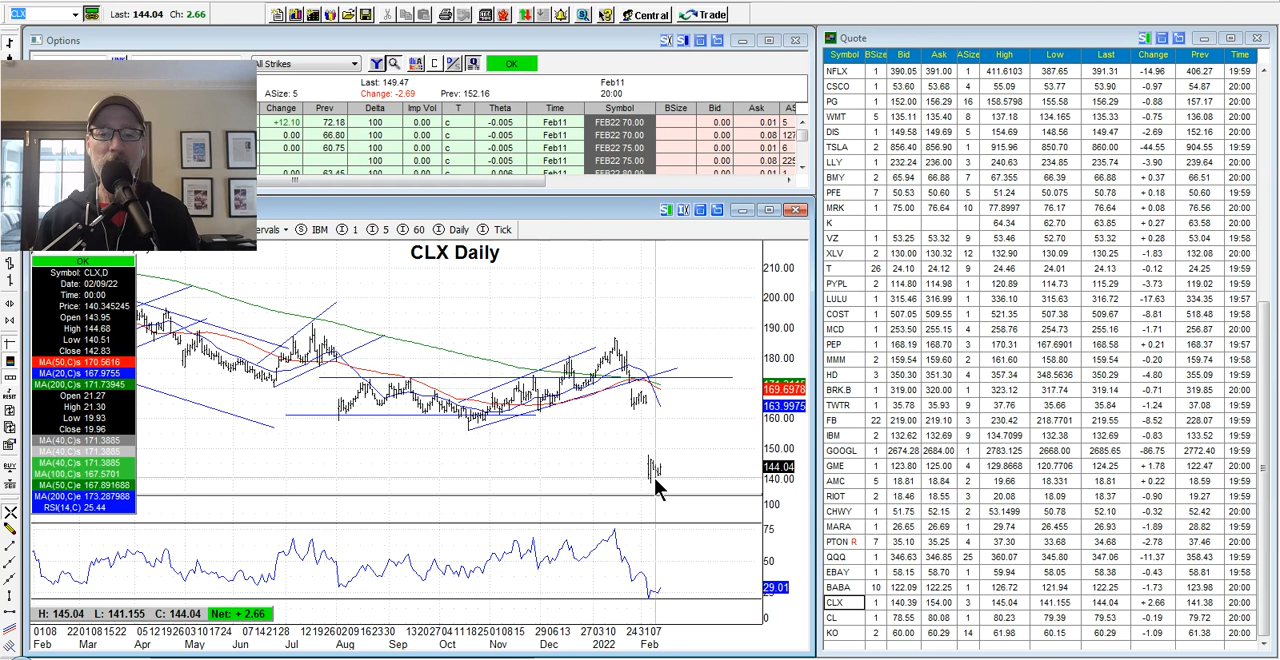 CLX Last: 144.04 Ch: 2.66 Central Trade
Options
All Strikes C OK
Last: 149.47 Feb11
ASize: 5 Change: -2.69 Prev: 152.16 20:00
Change Prev Delta Imp Vol T Theta Time Symbol BSize Bid Ask AS
+12.10 72.18 100 0.00 c -0.005 Feb11 FEB22 70.00 0.00 0.01 5
0.00 66.80 100 0.00 c -0.005 Feb11 FEB22 70.00 0.00 0.08 127
0.00 60.75 100 0.00 c -0.005 Feb11 FEB22 75.00 0.00 0.01 6
100 0.00 c -0.005 Feb11 FEB22 75.00 0.00 0.08 225
IBM 1 5 60 Daily Tick
CLX Daily
OK
Symbol: CLX,D
Date: 02/09/22
Time: 00:00
Price: 140.345245
Open 143.95
High 144.68
Low 140.51
Close 142.83
MA(50,C)s 170.5616
MA(20,C)s 167.9755
MA(200,C)s 171.73945
Open 21.27
High 21.30
Low 19.93
Close 19.96
MA(40,C)s 171.3885
MA(40,C)s 171.3885
MA(40,C)s 171.3885
MA(100,C)s 167.5701
MA(50,C)e 167.891688
MA(200,C)e 173.287988
RSI(14,C) 25.44
210.00
200.00
190.00
180.00
169.6978
163.9975
160.00
150.00
144.04
140.00
100
75
50
29.01
0
H: 145.04 L: 141.155 C: 144.04 Net: + 2.66
Feb Mar Apr May Jun Jul Aug Sep Oct Nov Dec 2022 Feb
Quote
Symbol BSize Bid Ask ASize High Low Last Change Prev Time
NFLX 1 390.05 391.00 1 411.6103 387.65 391.31 -14.96 406.27 19:59
CSCO 1 53.60 53.68 4 55.09 53.77 53.90 -0.97 54.87 20:00
PG 1 152.00 156.29 16 158.5798 155.58 156.29 -0.88 157.17 20:00
WMT 5 135.11 135.40 8 137.18 134.165 135.33 -0.75 136.08 20:00
DIS 1 149.58 149.69 5 154.69 148.56 149.47 -2.69 152.16 20:00
TSLA 2 856.40 856.90 1 915.96 850.70 860.00 -44.55 904.55 20:00
LLY 1 232.24 236.00 3 240.63 234.85 235.74 -3.90 239.64 20:00
BMY 2 65.94 66.88 7 67.355 66.39 66.88 + 0.37 66.51 20:00
PFE 7 50.53 50.60 5 51.24 50.075 50.78 + 0.18 50.60 20:00
MRK 1 75.00 76.64 10 77.8997 76.17 76.64 + 0.08 76.56 20:00
K 64.34 62.70 63.85 + 0.27 63.58 20:00
VZ 1 53.25 53.32 9 53.46 52.70 53.32 + 0.28 53.04 19:58
XLV 2 130.00 130.32 12 132.90 130.09 130.25 -1.83 132.08 20:00
T 26 24.10 24.12 9 24.46 24.01 24.13 -0.12 24.25 19:59
PYPL 2 114.80 114.98 1 120.89 114.73 115.29 -3.73 119.02 19:59
LULU 1 315.46 316.99 1 336.10 315.63 316.72 -17.63 334.35 19:59
COST 1 507.05 509.55 1 521.35 507.38 509.67 -8.81 518.48 19:58
MCD 1 253.50 255.15 4 258.76 254.73 255.16 -1.71 256.87 20:00
PEP 1 168.19 168.70 3 170.31 167.6901 168.58 + 0.21 168.37 19:59
MMM 2 159.54 159.60 2 161.60 158.80 159.54 -0.20 159.74 19:58
HD 3 350.30 351.30 4 357.34 348.5636 350.29 -4.80 355.09 19:59
BRK.B 1 319.00 320.00 1 323.12 317.74 319.14 -0.71 319.85 20:00
TWTR 1 35.78 35.93 9 37.76 35.66 35.84 -1.24 37.08 20:00
FB 22 219.00 219.10 3 230.42 218.7701 219.55 -8.52 228.07 19:59
IBM 2 132.62 132.69 9 134.7099 132.38 132.69 -0.83 133.52 19:59
GOOGL 1 2674.28 2684.00 1 2783.125 2668.00 2685.65 -86.75 2772.40 19:59
GME 1 123.80 125.00 4 129.8668 120.7706 124.25 + 1.78 122.47 20:00
AMC 5 18.81 18.84 2 19.66 18.331 18.81 + 0.22 18.59 19:59
RIOT 2 18.46 18.55 3 20.08 18.09 18.37 -0.90 19.27 19:59
CHWY 1 51.75 52.15 2 53.1499 50.38 52.10 -0.32 52.42 20:00
MARA 1 26.65 26.69 1 29.74 26.455 26.93 -1.89 28.82 19:59
PTON R 7 35.10 35.25 4 37.30 33.68 34.68 -2.78 37.46 20:00
QQQ 1 346.63 346.85 25 360.07 345.80 347.06 -11.37 358.43 19:59
EBAY 1 58.15 58.70 1 59.94 58.05 58.38 -0.43 58.81 19:59
BABA 10 122.09 122.25 1 126.72 121.94 122.25 -1.73 123.98 20:00
CLX 1 140.39 154.00 3 145.04 141.155 144.04 + 2.66 141.38 20:00
CL 1 78.55 80.08 1 80.23 79.39 79.53 -0.19 79.72 20:00
KO 2 60.00 60.29 14 61.98 60.15 60.29 -1.09 61.38 20:00